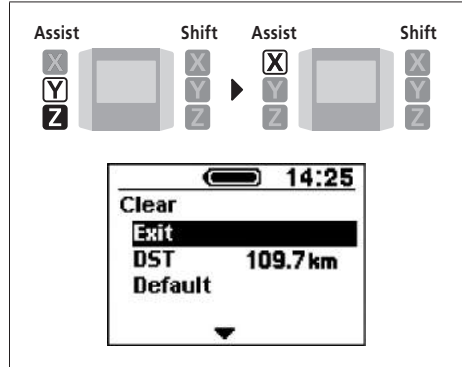 Assist Shift Assist Shift
X X X X
Y Y Y Y
Z Z Z Z
14:25
Clear
Exit
DST 109.7 km
Default